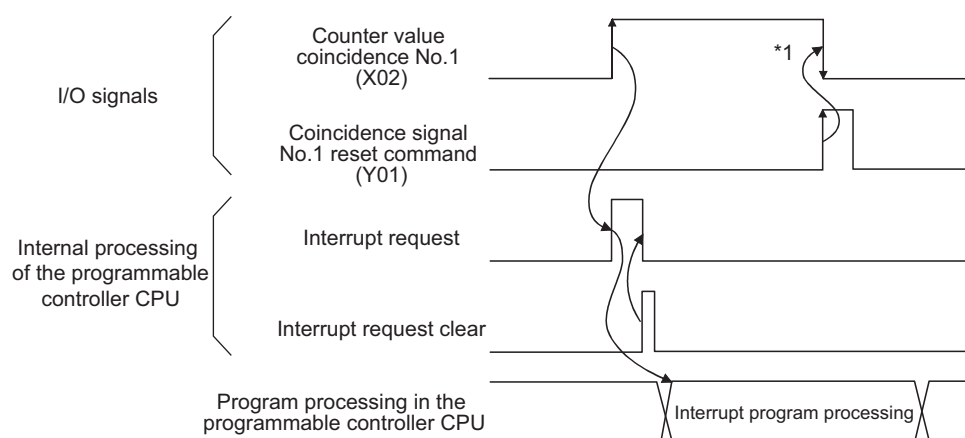 I/O signals
Counter value
coincidence No.1
(X02)
*1
Coincidence signal
No.1 reset command
(Y01)
Internal processing
of the programmable
controller CPU
Interrupt request
Interrupt request clear
Program processing in the
programmable controller CPU
Interrupt program processing